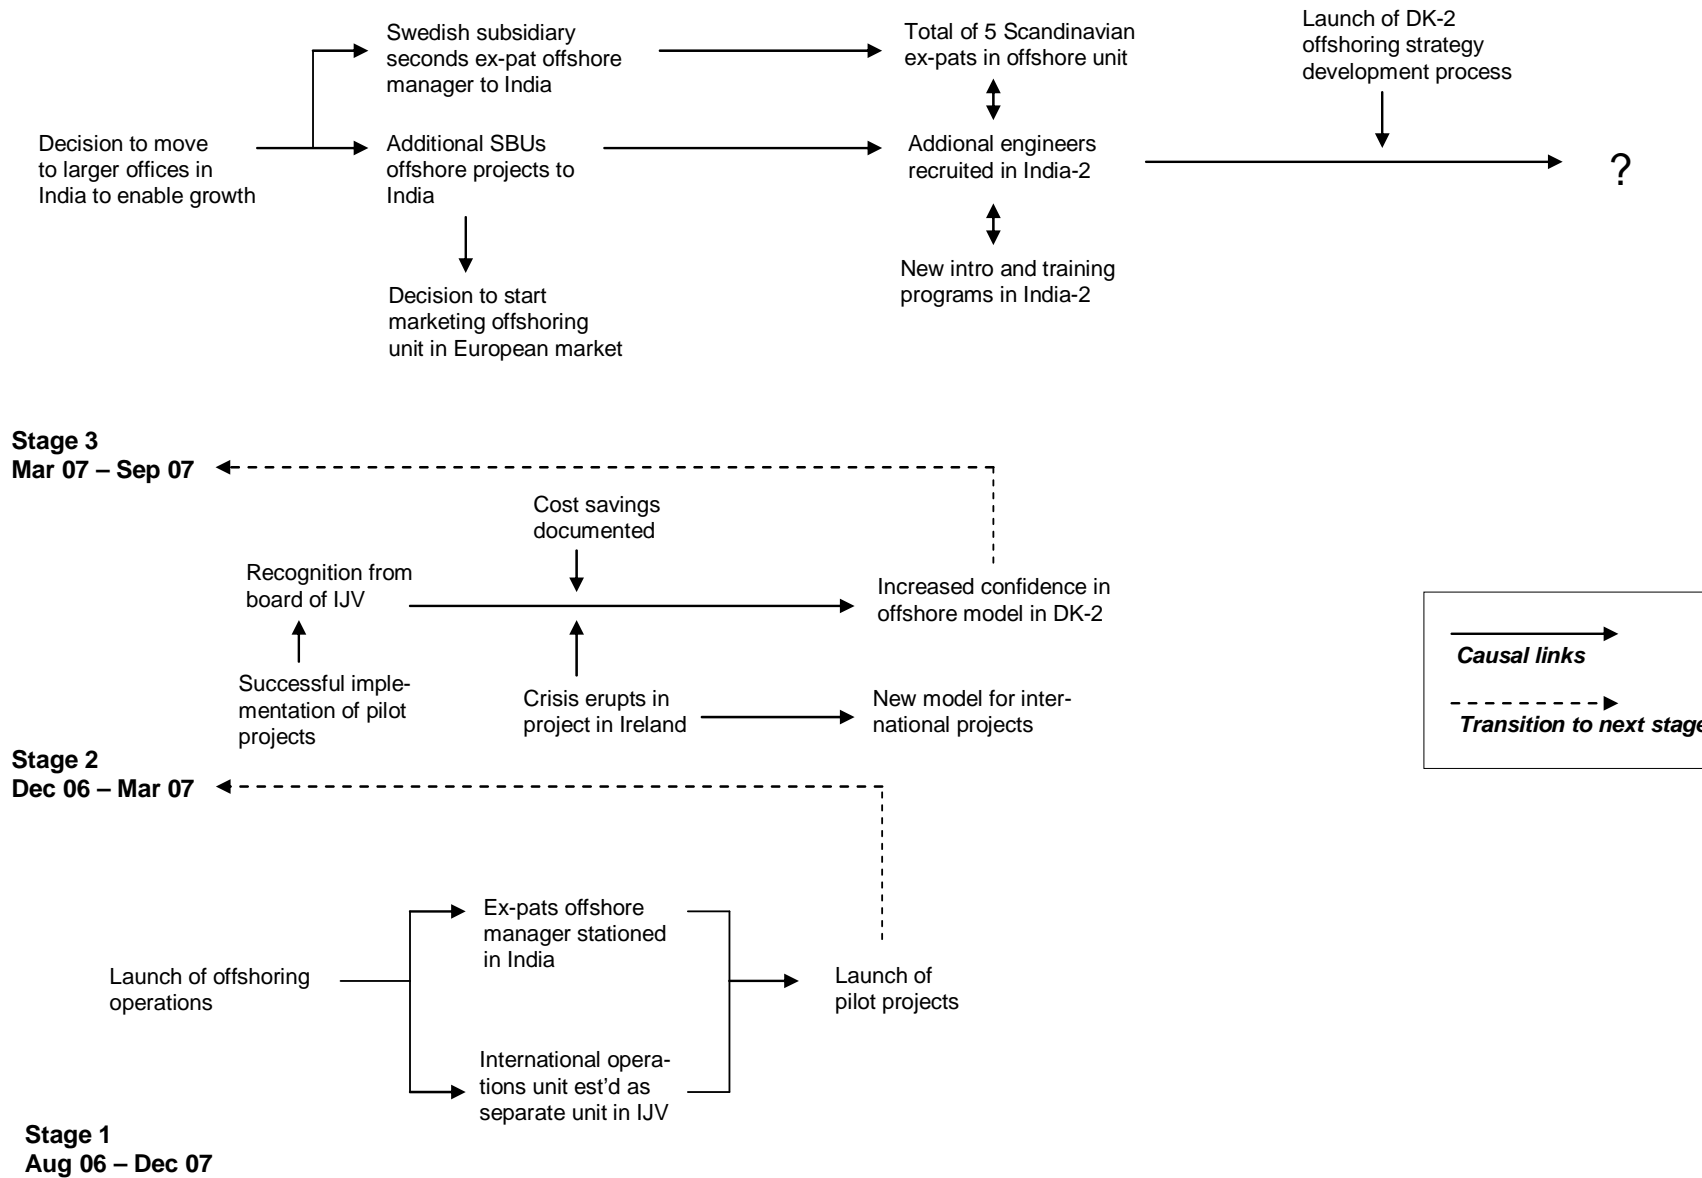 Swedish subsidiary
seconds ex-pat offshore
manager to India
Total of 5 Scandinavian
ex-pats in offshore unit
Launch of DK-2
offshoring strategy
development process
Decision to move
to larger offices in
India to enable growth
Additional SBUs
offshore projects to
India
Addional engineers
recruited in India-2
?
Decision to start
marketing offshoring
unit in European market
New intro and training
programs in India-2
Stage 3
Mar 07 – Sep 07
Cost savings
documented
Recognition from
board of IJV
Increased confidence in
offshore model in DK-2
Successful imple-
mentation of pilot
projects
Crisis erupts in
project in Ireland
New model for inter-
national projects
Causal links
Transition to next stage
Stage 2
Dec 06 – Mar 07
Ex-pats offshore
manager stationed
in India
Launch of offshoring
operations
Launch of
pilot projects
International opera-
tions unit est’d as
separate unit in IJV
Stage 1
Aug 06 – Dec 07